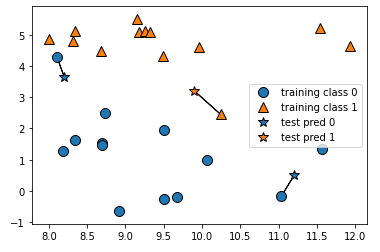 5
4
3
2
1
0
−1
8.0 8.5 9.0 9.5 10.0 10.5 11.0 11.5 12.0
training class 0
training class 1
test pred 0
test pred 1